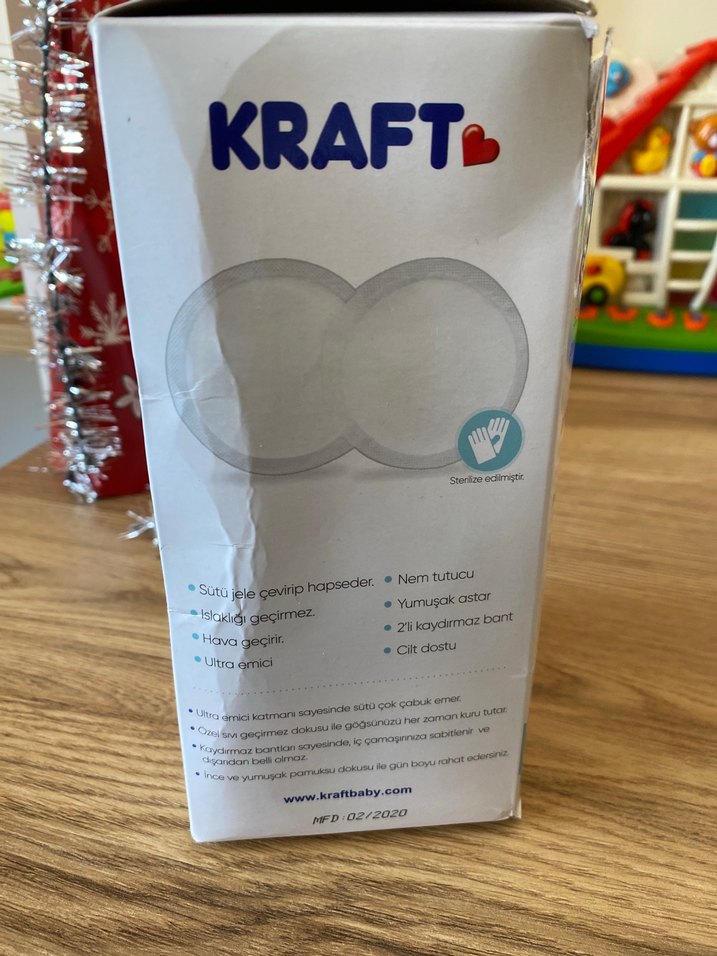 KRAFT
Sterilize edilmiştir.
• Sütü jele çevirip hapseder.
• Islaklığı geçirmez.
• Hava geçirir.
• Ultra emici
• Nem tutucu
• Yumuşak astar
• 2'li kaydırmaz bant
• Cilt dostu
• Ultra emici katmanı sayesinde sütü çok çabuk emer.
• Özel sıvı geçirmez dokusu ile göğsünüzü her zaman kuru tutar.
• Kaydırmaz bantları sayesinde, iç çamaşırınıza sabitlenir ve
dışarıdan belli olmaz.
• İnce ve yumuşak pamuksu dokusu ile gün boyu rahat edersiniz.
www.kraftbaby.com
MFD:02/2020